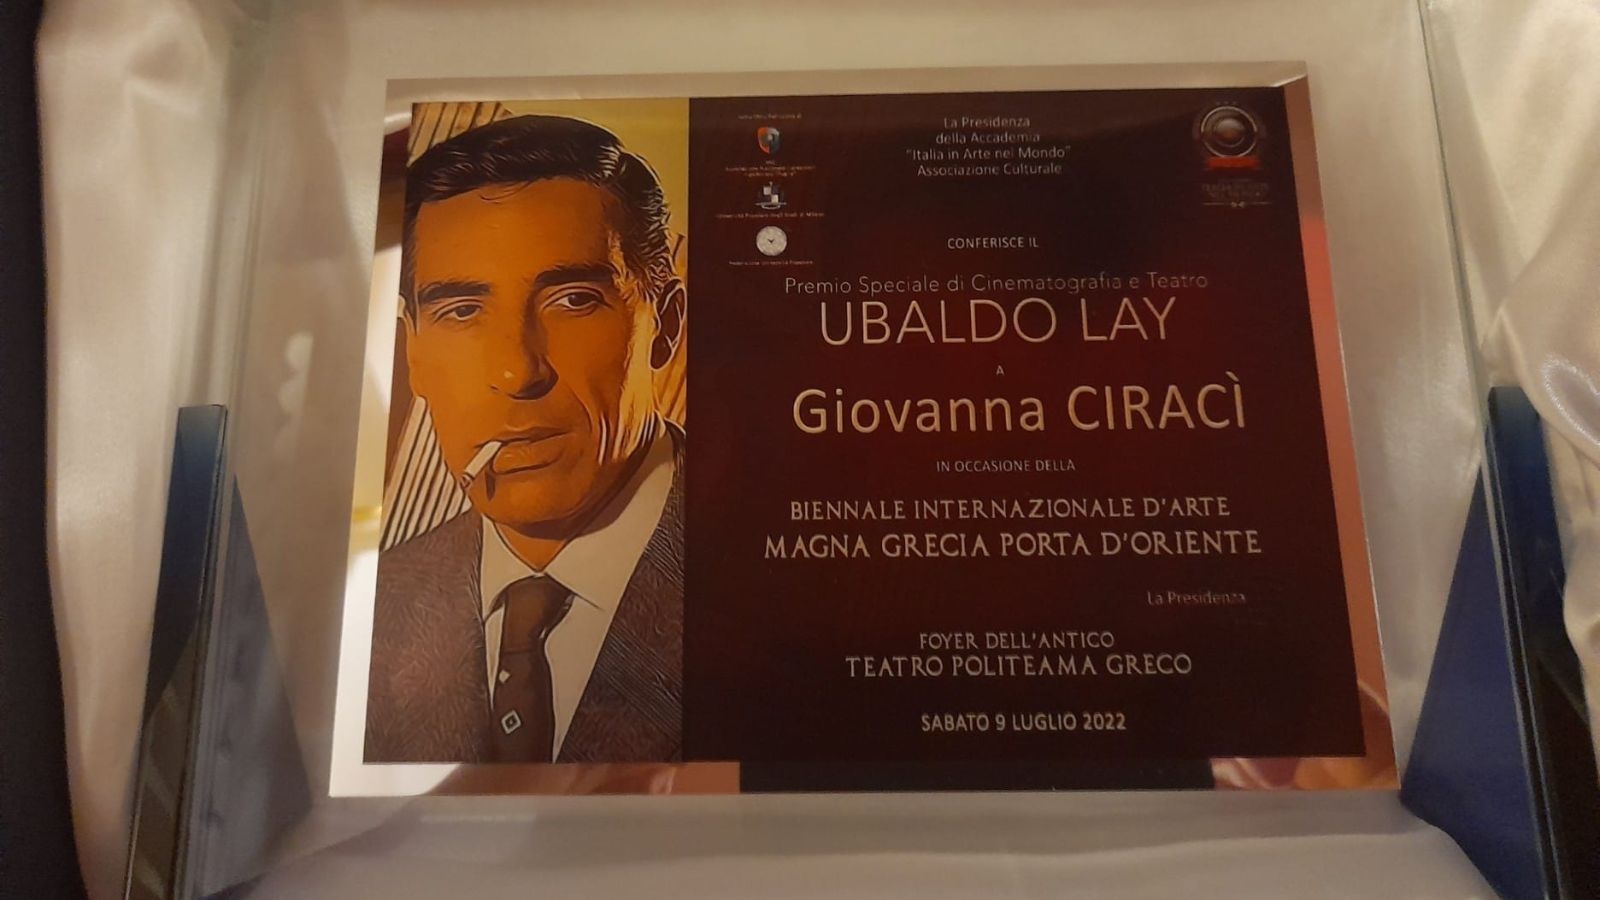 La Presidenza
della Accademia
"Italia in Arte nel Mondo"
Associazione Culturale
CONFERISCE IL
Premio Speciale di Cinematografia e Teatro
UBALDO LAY
A
Giovanna CIRACÌ
IN OCCASIONE DELLA
BIENNALE INTERNAZIONALE D'ARTE
MAGNA GRECIA PORTA D'ORIENTE
La Presidenza
FOYER DELL'ANTICO
TEATRO POLITEAMA GRECO
SABATO 9 LUGLIO 2022